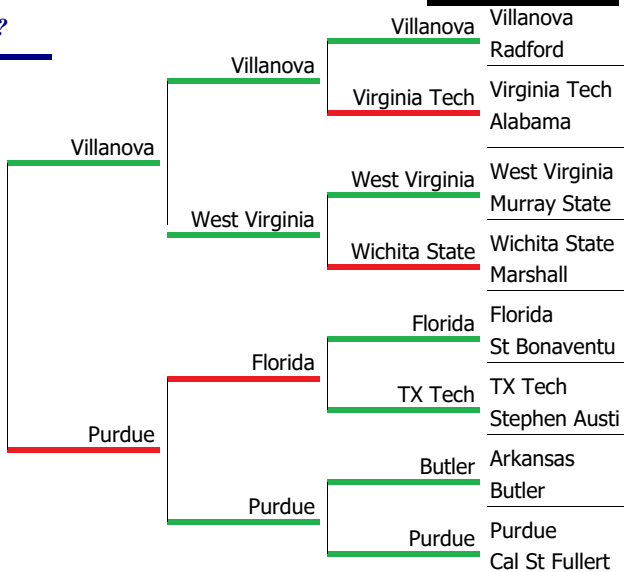 ?
Villanova
Villanova
Radford
Villanova
Virginia Tech
Virginia Tech
Alabama
Villanova
West Virginia
West Virginia
Murray State
West Virginia
Wichita State
Wichita State
Marshall
Florida
Florida
St Bonaventu
Florida
TX Tech
TX Tech
Stephen Austi
Purdue
Butler
Arkansas
Butler
Purdue
Purdue
Purdue
Cal St Fullert